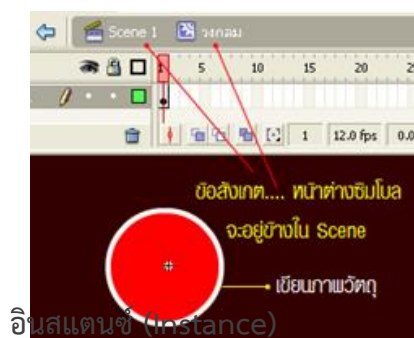 Scene 1 วงกลม
1 5 10 15 20 25
1 12.0 fps 0.0
ข้อสังเกต.... หน้าต่างซิมโบล
จะอยู่ข้างใน Scene
เขียนภาพวัตถุ
อินสแตนซ์ (Instance)